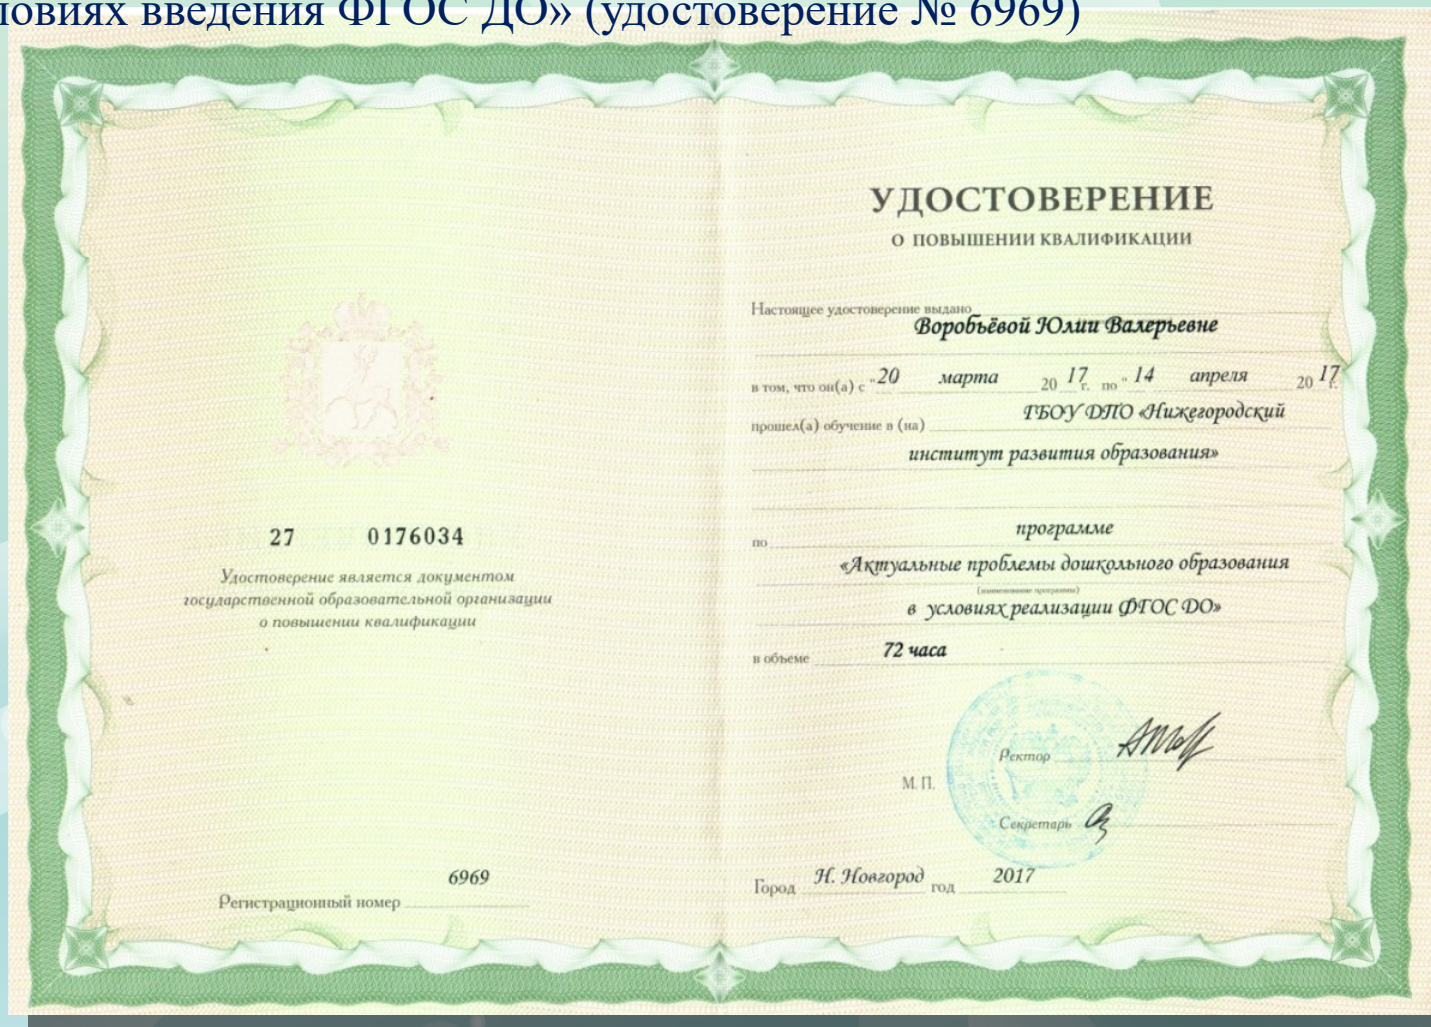 ловиях введения ФГОС ДО» (удостоверение № 6969)
27 0176034
Удостоверение является документом
государственной образовательной организации
о повышении квалификации
Регистрационный номер 6969
УДОСТОВЕРЕНИЕ
О ПОВЫШЕНИИ КВАЛИФИКАЦИИ
Настоящее удостоверение выдано
Воробьёвой Юлии Валерьевне
в том, что он(а) с "20 марта 20 17 г. по " 14 апреля 20 17 г.
прошел(а) обучение в (на) ГБОУ ДПО «Нижегородский
институт развития образования»
по программе
«Актуальные проблемы дошкольного образования
(наименование программы)
в условиях реализации ФГОС ДО»
в объеме 72 часа
Ректор
М. П.
Секретарь
Город Н. Новгород год 2017